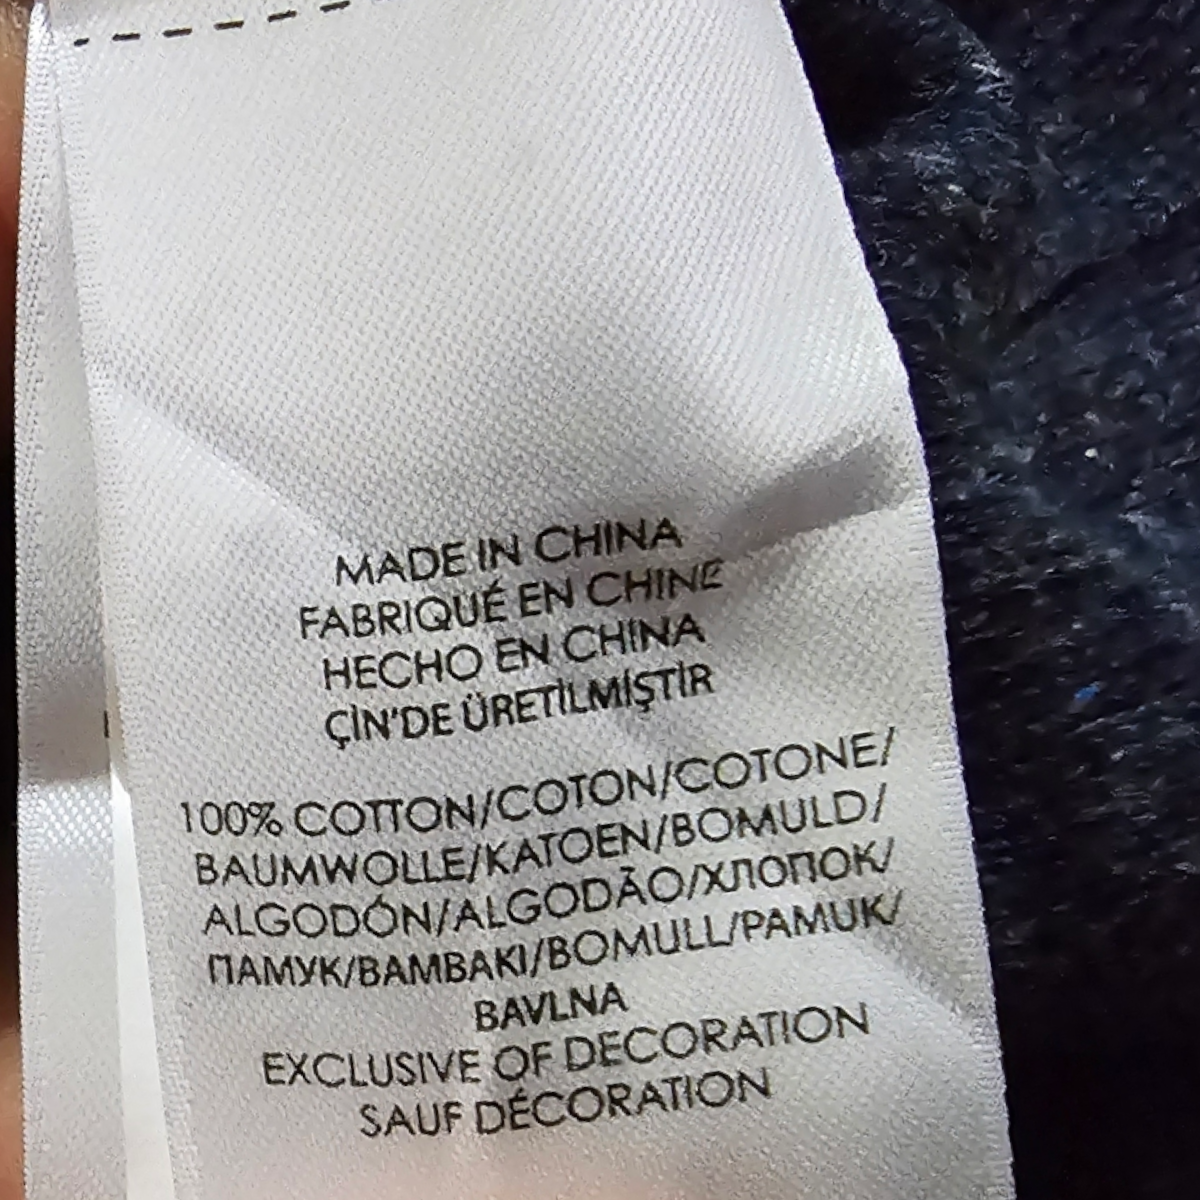 MADE IN CHINA
FABRIQUÉ EN CHINE
HECHO EN CHINA
ÇİN'DE ÜRETİLMİŞTİR
100% COTTON/COTON/COTONE/
BAUMWOLLE/KATOEN/BOMULD/
ALGODÓN/ALGODÃO/ХЛОПОК/
ПАМУК/ΒΑΜΒΑΚΙ/BOMULL/PAMUK/
BAVLNA
EXCLUSIVE OF DECORATION
SAUF DÉCORATION